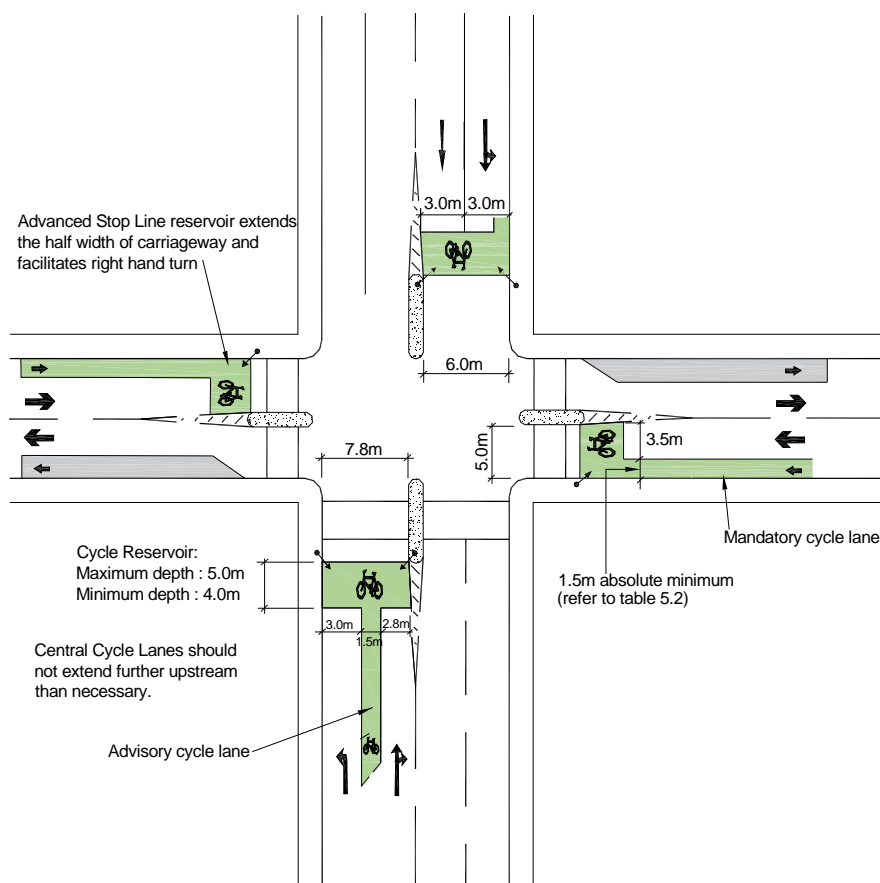 3.0m 3.0m
Advanced Stop Line reservoir extends
the half width of carriageway and
facilitates right hand turn
6.0m
7.8m
5.0m
3.5m
Mandatory cycle lane
Cycle Reservoir:
Maximum depth : 5.0m
Minimum depth : 4.0m
1.5m absolute minimum
(refer to table 5.2)
3.0m 2.8m
1.5m
Central Cycle Lanes should
not extend further upstream
than necessary.
Advisory cycle lane